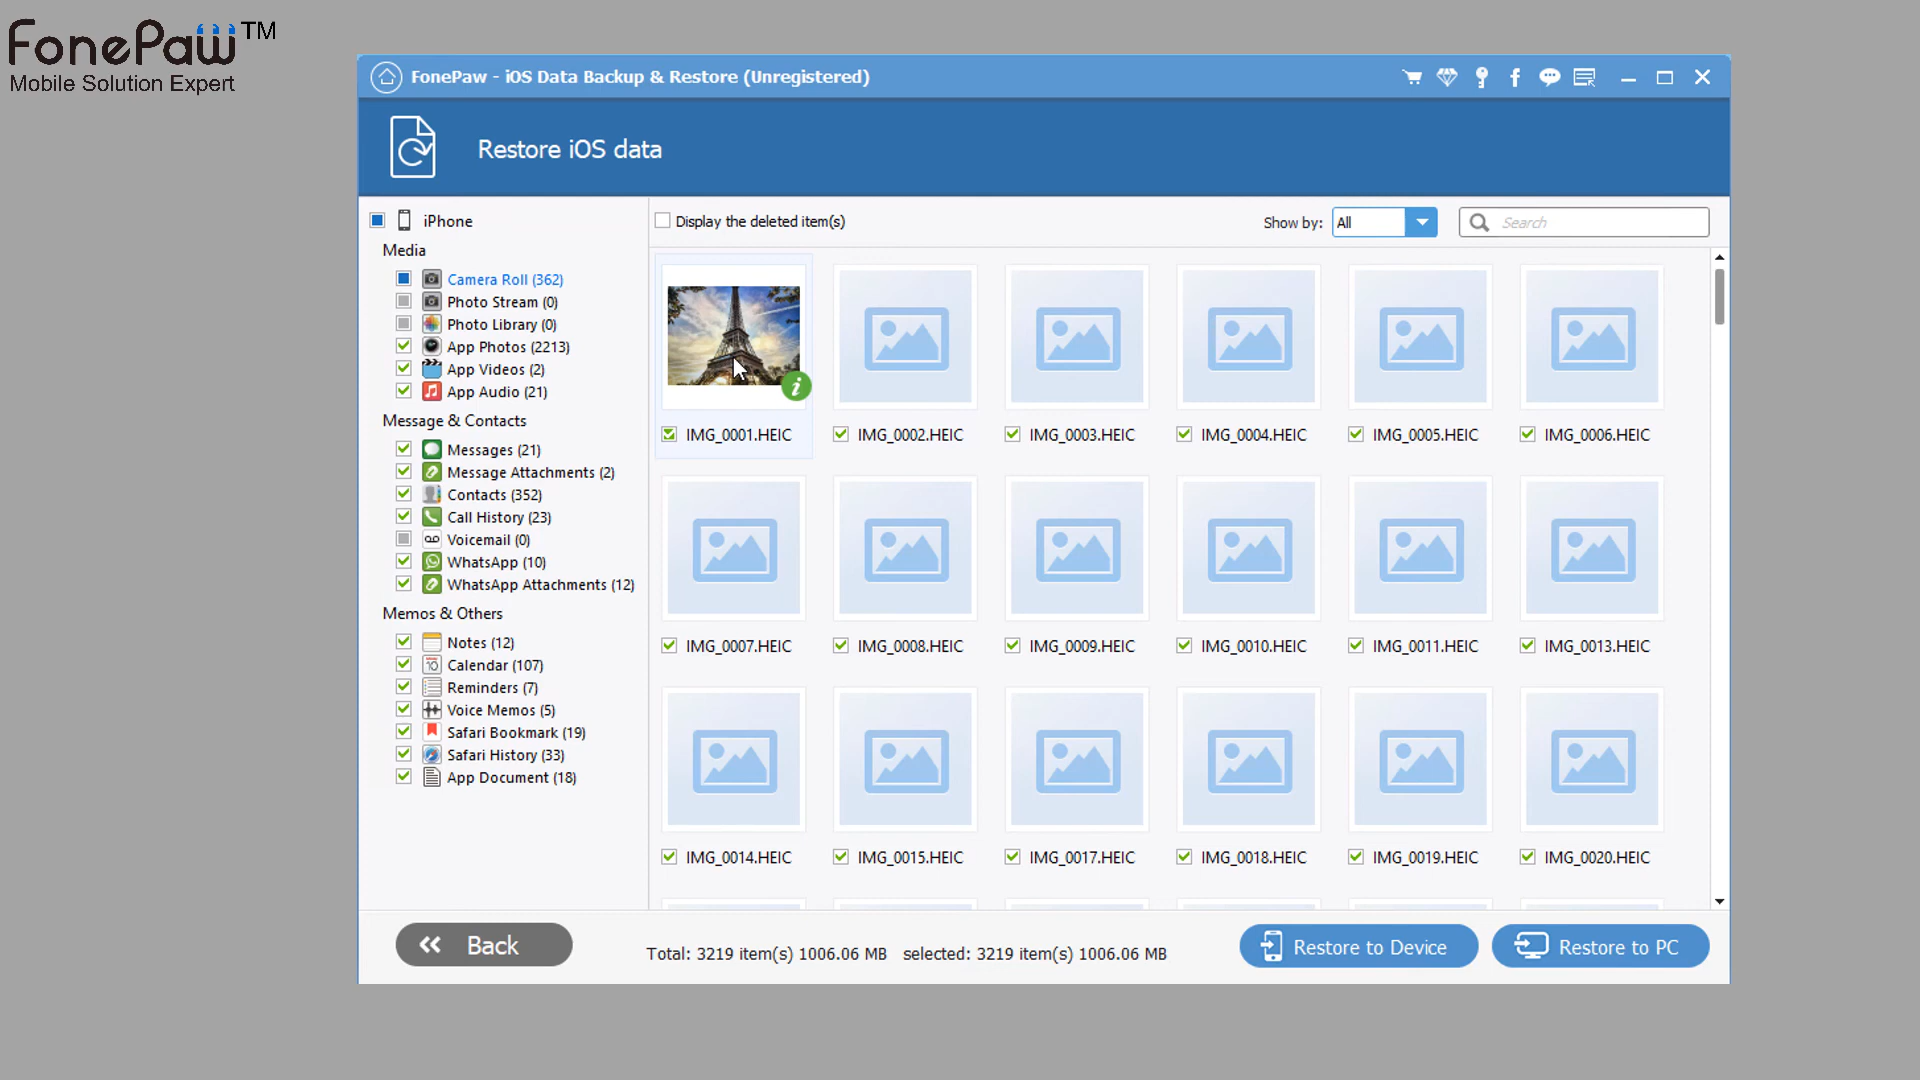 FonePaw™
Mobile Solution Expert
FonePaw - iOS Data Backup & Restore (Unregistered)
Restore iOS data
iPhone
Media
Camera Roll (362)
Photo Stream (0)
Photo Library (0)
App Photos (2213)
App Videos (2)
App Audio (21)
Message & Contacts
Messages (21)
Message Attachments (2)
Contacts (352)
Call History (23)
Voicemail (0)
WhatsApp (10)
WhatsApp Attachments (12)
Memos & Others
Notes (12)
Calendar (107)
Reminders (7)
Voice Memos (5)
Safari Bookmark (19)
Safari History (33)
App Document (18)
Display the deleted item(s)
Show by: All
Search
IMG_0001.HEIC
IMG_0002.HEIC
IMG_0003.HEIC
IMG_0004.HEIC
IMG_0005.HEIC
IMG_0006.HEIC
IMG_0007.HEIC
IMG_0008.HEIC
IMG_0009.HEIC
IMG_0010.HEIC
IMG_0011.HEIC
IMG_0013.HEIC
IMG_0014.HEIC
IMG_0015.HEIC
IMG_0017.HEIC
IMG_0018.HEIC
IMG_0019.HEIC
IMG_0020.HEIC
Back
Total: 3219 item(s) 1006.06 MB selected: 3219 item(s) 1006.06 MB
Restore to Device
Restore to PC